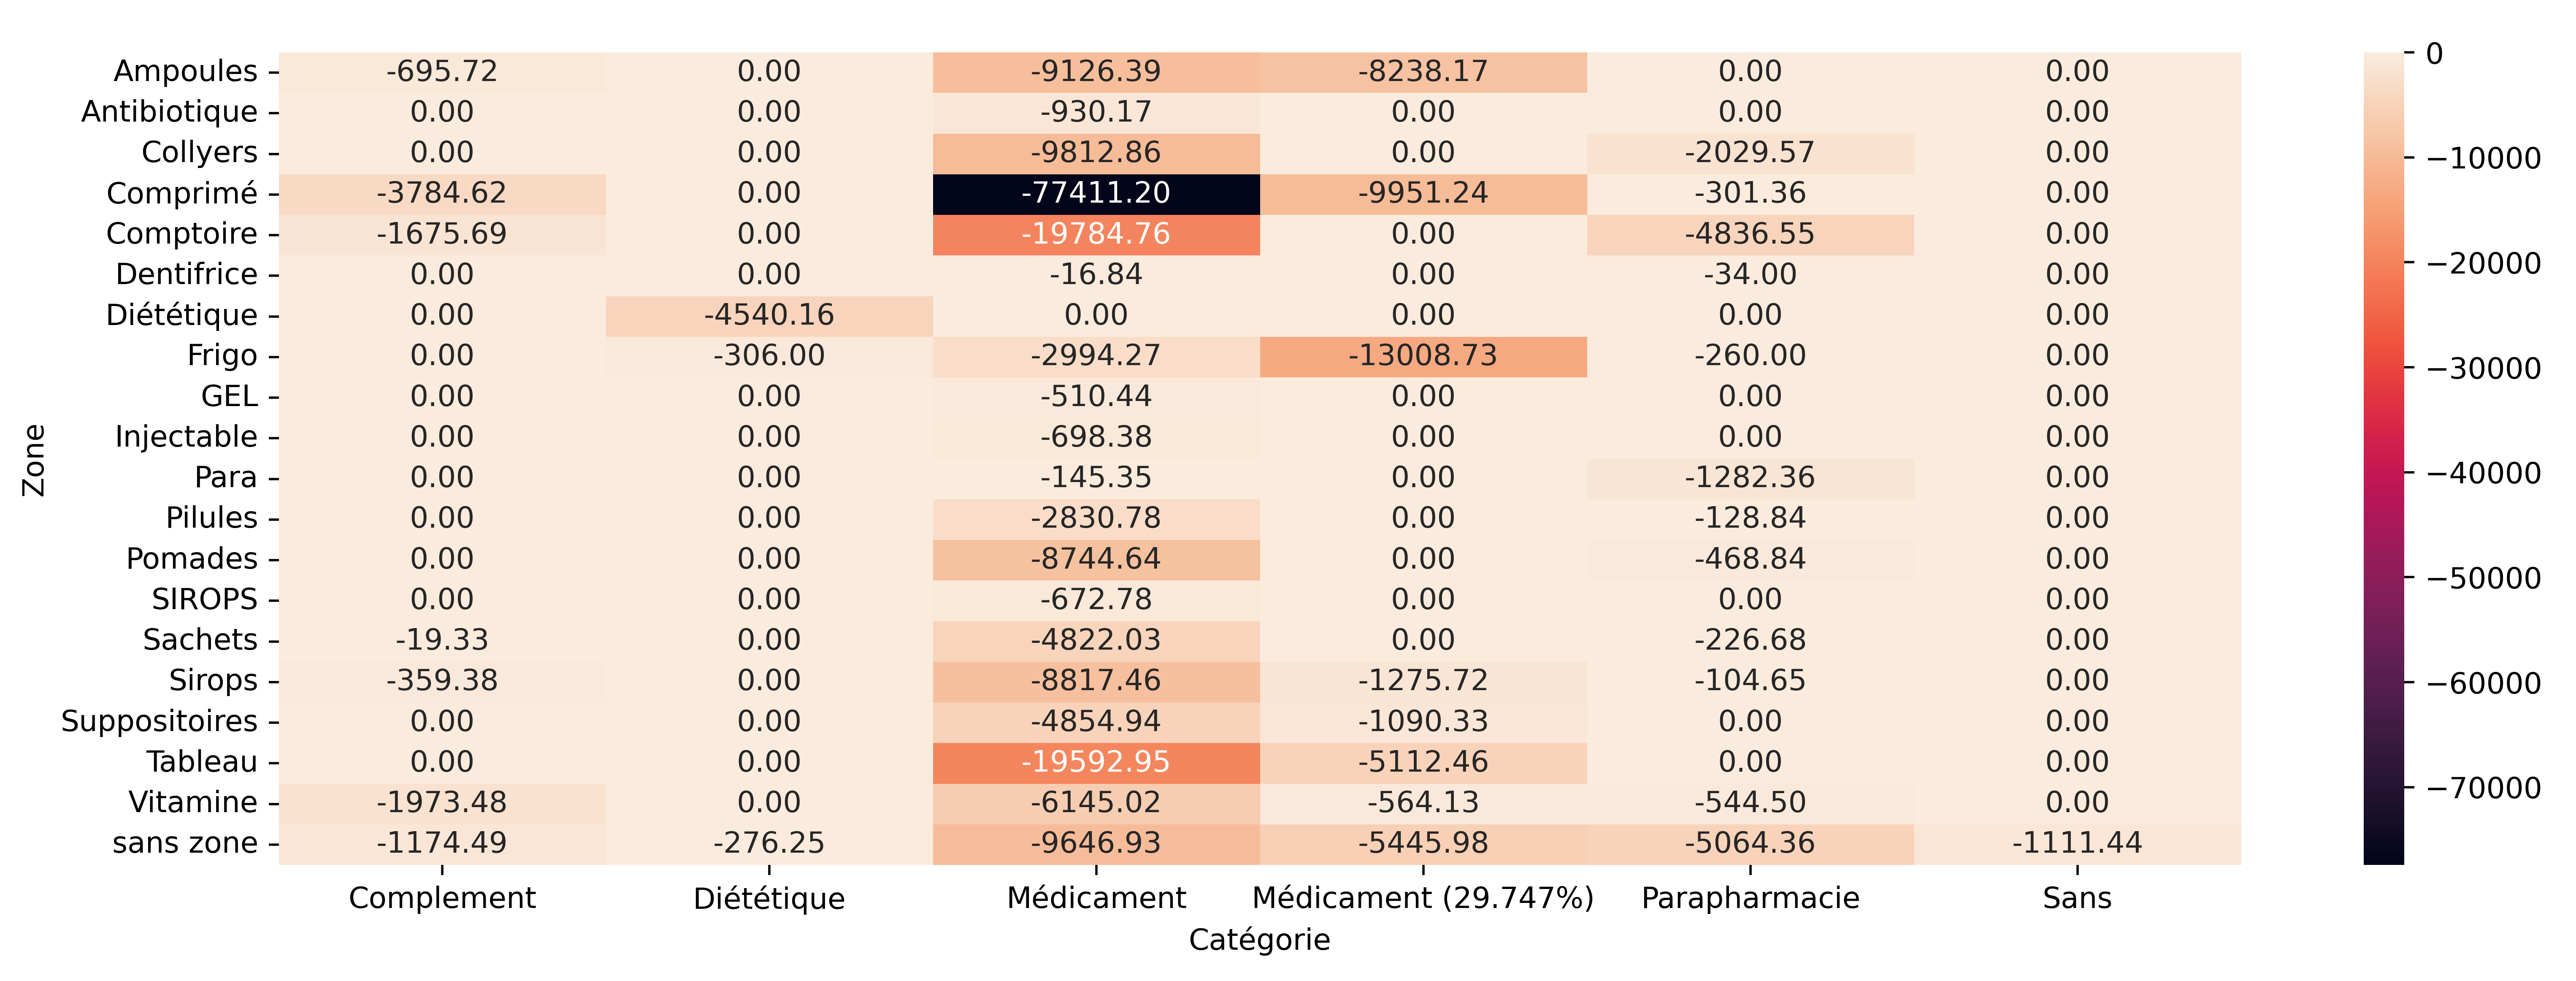 Ampoules -695.72 0.00 -9126.39 -8238.17 0.00 0.00
Antibiotique 0.00 0.00 -930.17 0.00 0.00 0.00
Collyers 0.00 0.00 -9812.86 0.00 -2029.57 0.00
Comprimé -3784.62 0.00 -77411.20 -9951.24 -301.36 0.00
Comptoire -1675.69 0.00 -19784.76 0.00 -4836.55 0.00
Dentifrice 0.00 0.00 -16.84 0.00 -34.00 0.00
Diététique 0.00 -4540.16 0.00 0.00 0.00 0.00
Frigo 0.00 -306.00 -2994.27 -13008.73 -260.00 0.00
GEL 0.00 0.00 -510.44 0.00 0.00 0.00
Injectable 0.00 0.00 -698.38 0.00 0.00 0.00
Para 0.00 0.00 -145.35 0.00 -1282.36 0.00
Pilules 0.00 0.00 -2830.78 0.00 -128.84 0.00
Pomades 0.00 0.00 -8744.64 0.00 -468.84 0.00
SIROPS 0.00 0.00 -672.78 0.00 0.00 0.00
Sachets -19.33 0.00 -4822.03 0.00 -226.68 0.00
Sirops -359.38 0.00 -8817.46 -1275.72 -104.65 0.00
Suppositoires 0.00 0.00 -4854.94 -1090.33 0.00 0.00
Tableau 0.00 0.00 -19592.95 -5112.46 0.00 0.00
Vitamine -1973.48 0.00 -6145.02 -564.13 -544.50 0.00
sans zone -1174.49 -276.25 -9646.93 -5445.98 -5064.36 -1111.44
Complement Diététique Médicament Médicament (29.747%) Parapharmacie Sans
Catégorie
Zone
0
−10000
−20000
−30000
−40000
−50000
−60000
−70000